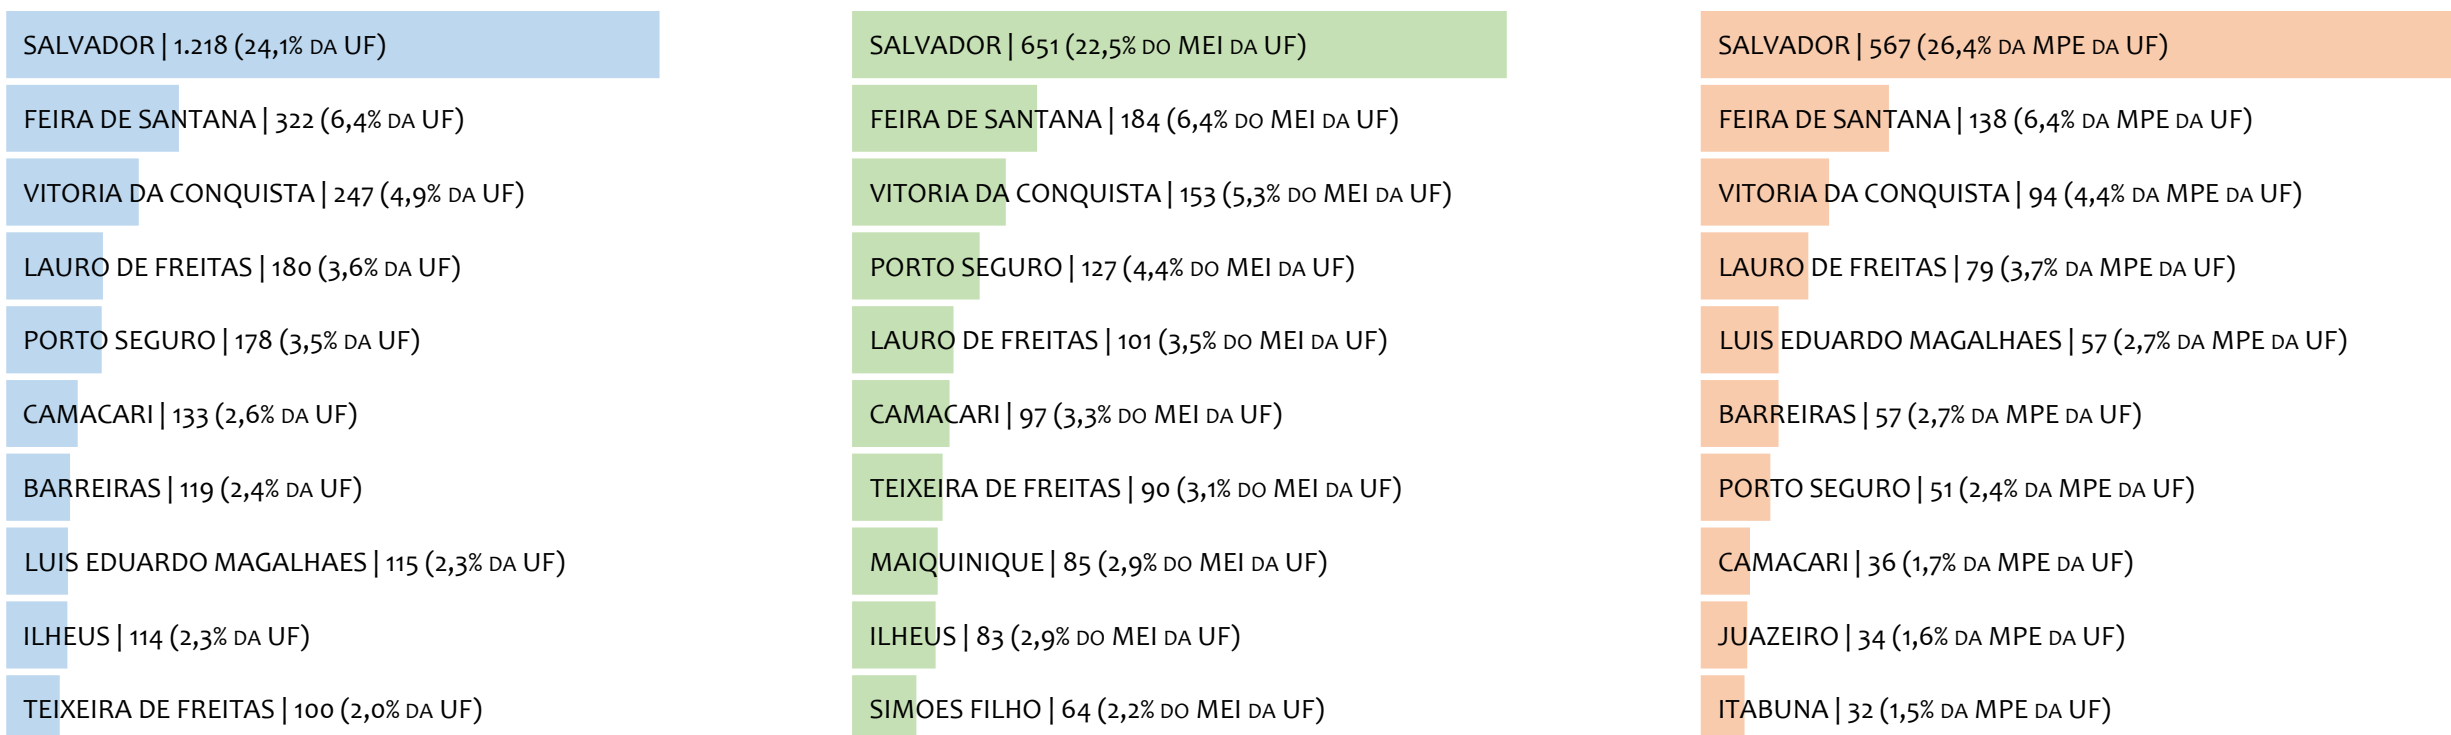 SALVADOR | 1.218 (24,1% DA UF)
FEIRA DE SANTANA | 322 (6,4% DA UF)
VITORIA DA CONQUISTA | 247 (4,9% DA UF)
LAURO DE FREITAS | 180 (3,6% DA UF)
PORTO SEGURO | 178 (3,5% DA UF)
CAMACARI | 133 (2,6% DA UF)
BARREIRAS | 119 (2,4% DA UF)
LUIS EDUARDO MAGALHAES | 115 (2,3% DA UF)
ILHEUS | 114 (2,3% DA UF)
TEIXEIRA DE FREITAS | 100 (2,0% DA UF)
SALVADOR | 651 (22,5% DO MEI DA UF)
FEIRA DE SANTANA | 184 (6,4% DO MEI DA UF)
VITORIA DA CONQUISTA | 153 (5,3% DO MEI DA UF)
PORTO SEGURO | 127 (4,4% DO MEI DA UF)
LAURO DE FREITAS | 101 (3,5% DO MEI DA UF)
CAMACARI | 97 (3,3% DO MEI DA UF)
TEIXEIRA DE FREITAS | 90 (3,1% DO MEI DA UF)
MAIQUINIQUE | 85 (2,9% DO MEI DA UF)
ILHEUS | 83 (2,9% DO MEI DA UF)
SIMOES FILHO | 64 (2,2% DO MEI DA UF)
SALVADOR | 567 (26,4% DA MPE DA UF)
FEIRA DE SANTANA | 138 (6,4% DA MPE DA UF)
VITORIA DA CONQUISTA | 94 (4,4% DA MPE DA UF)
LAURO DE FREITAS | 79 (3,7% DA MPE DA UF)
LUIS EDUARDO MAGALHAES | 57 (2,7% DA MPE DA UF)
BARREIRAS | 57 (2,7% DA MPE DA UF)
PORTO SEGURO | 51 (2,4% DA MPE DA UF)
CAMACARI | 36 (1,7% DA MPE DA UF)
JUAZEIRO | 34 (1,6% DA MPE DA UF)
ITABUNA | 32 (1,5% DA MPE DA UF)